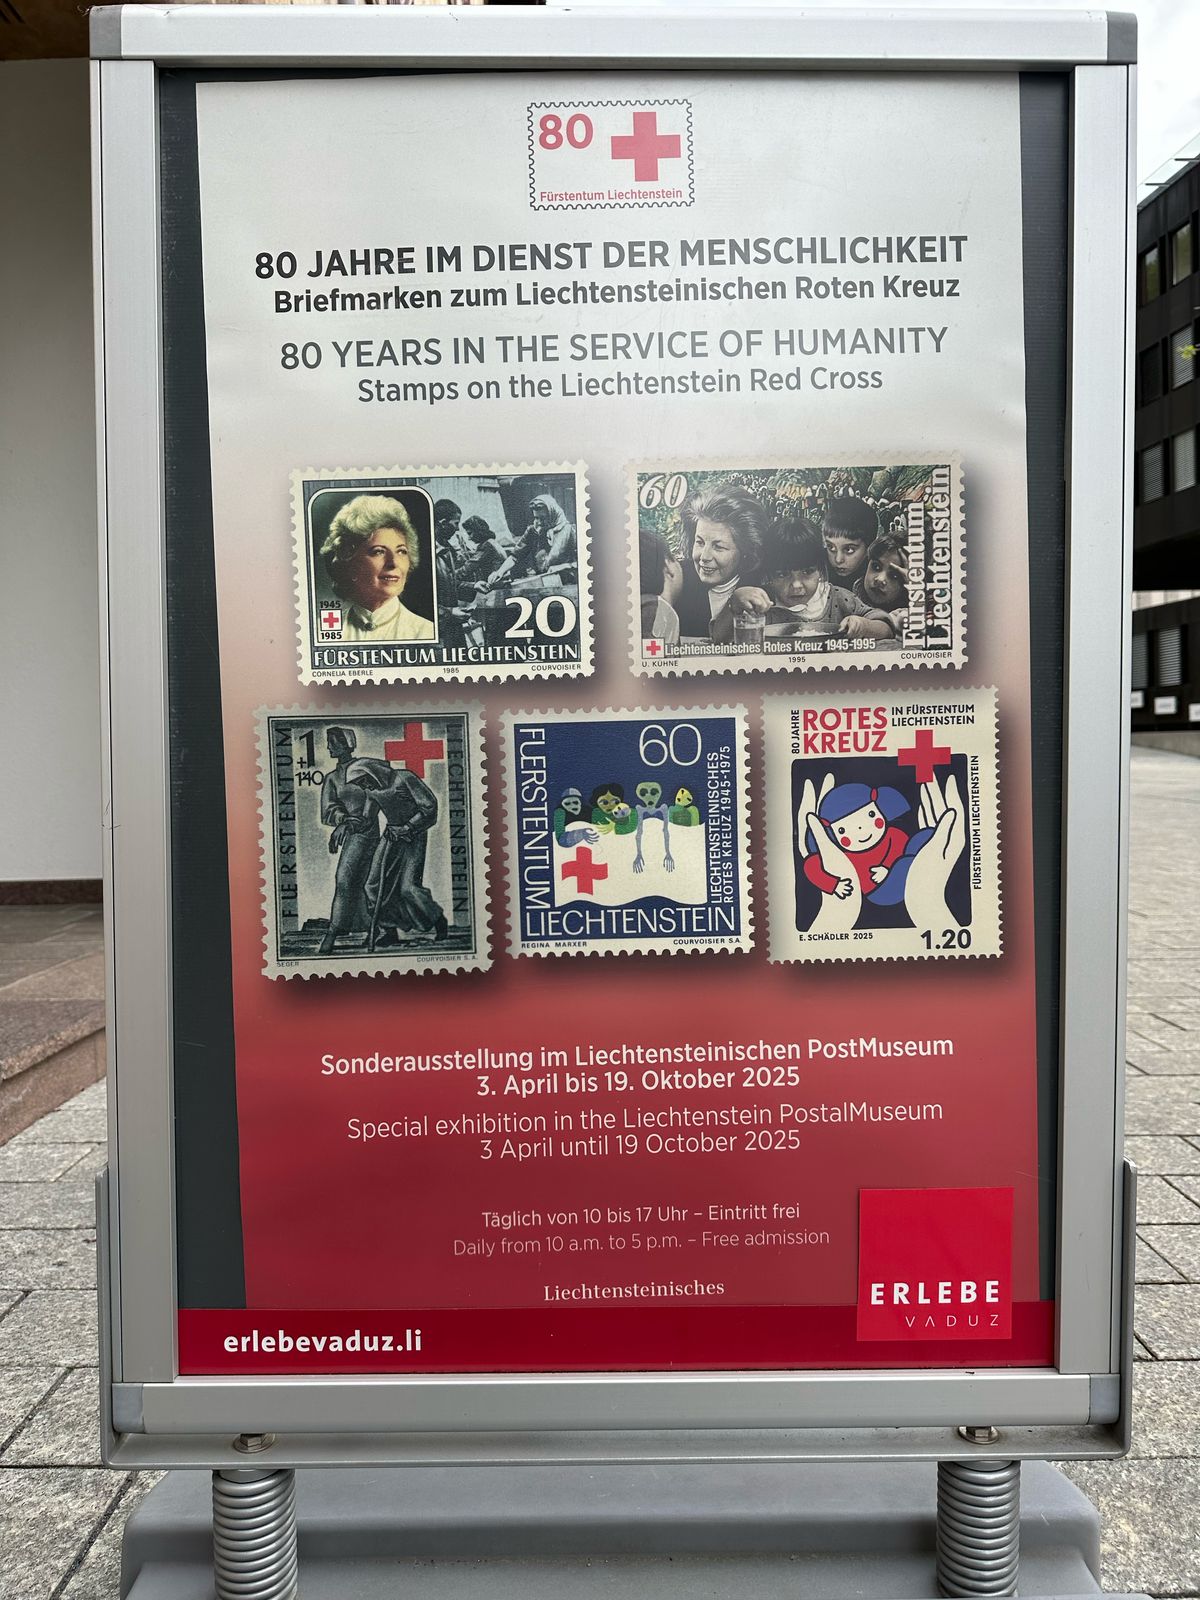 80
Fürstentum Liechtenstein
80 JAHRE IM DIENST DER MENSCHLICHKEIT
Briefmarken zum Liechtensteinischen Roten Kreuz
80 YEARS IN THE SERVICE OF HUMANITY
Stamps on the Liechtenstein Red Cross
1945
1985
20
FÜRSTENTUM LIECHTENSTEIN
CORNELIA EBERLE 1985 COURVOISIER
60
Fürstentum
Liechtenstein
Liechtensteinisches Rotes Kreuz 1945-1995
U. KÜHNE 1995 COURVOISIER
FUERSTENTUM
1
+
1'40
LIECHTENSTEIN
SEGER COURVOISIER S.A.
FUERSTENTUM
60
LIECHTENSTEINISCHES
ROTES KREUZ 1945-1975
LIECHTENSTEIN
REGINA MARXER COURVOISIER S.A.
80 JAHRE
ROTES
KREUZ
IN FÜRSTENTUM
LIECHTENSTEIN
FÜRSTENTUM LIECHTENSTEIN
E. SCHÄDLER 2025
1.20
Sonderausstellung im Liechtensteinischen PostMuseum
3. April bis 19. Oktober 2025
Special exhibition in the Liechtenstein PostalMuseum
3 April until 19 October 2025
Täglich von 10 bis 17 Uhr – Eintritt frei
Daily from 10 a.m. to 5 p.m. – Free admission
Liechtensteinisches
ERLEBE
VADUZ
erlebevaduz.li